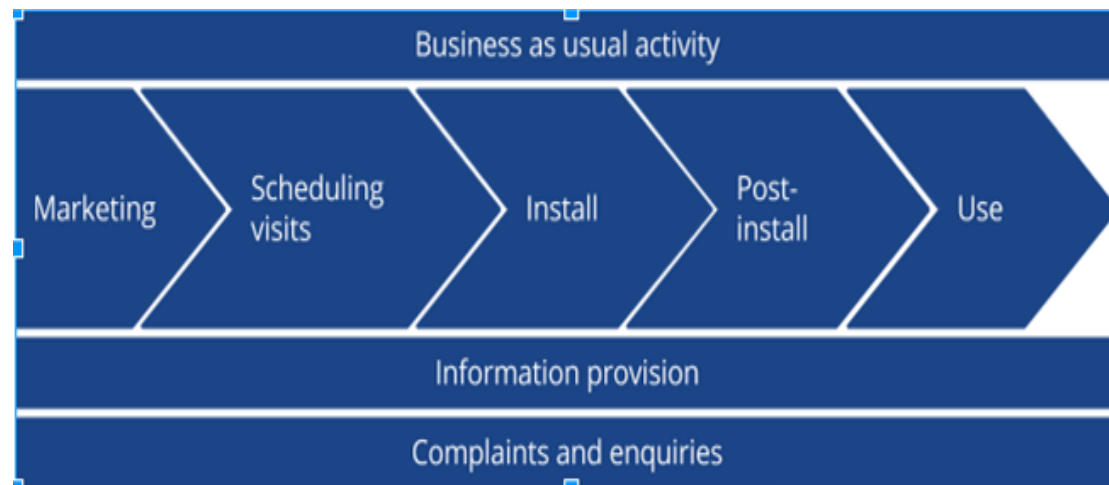 Business as usual activity
Marketing
Scheduling
visits
Install
Post-
install
Use
Information provision
Complaints and enquiries